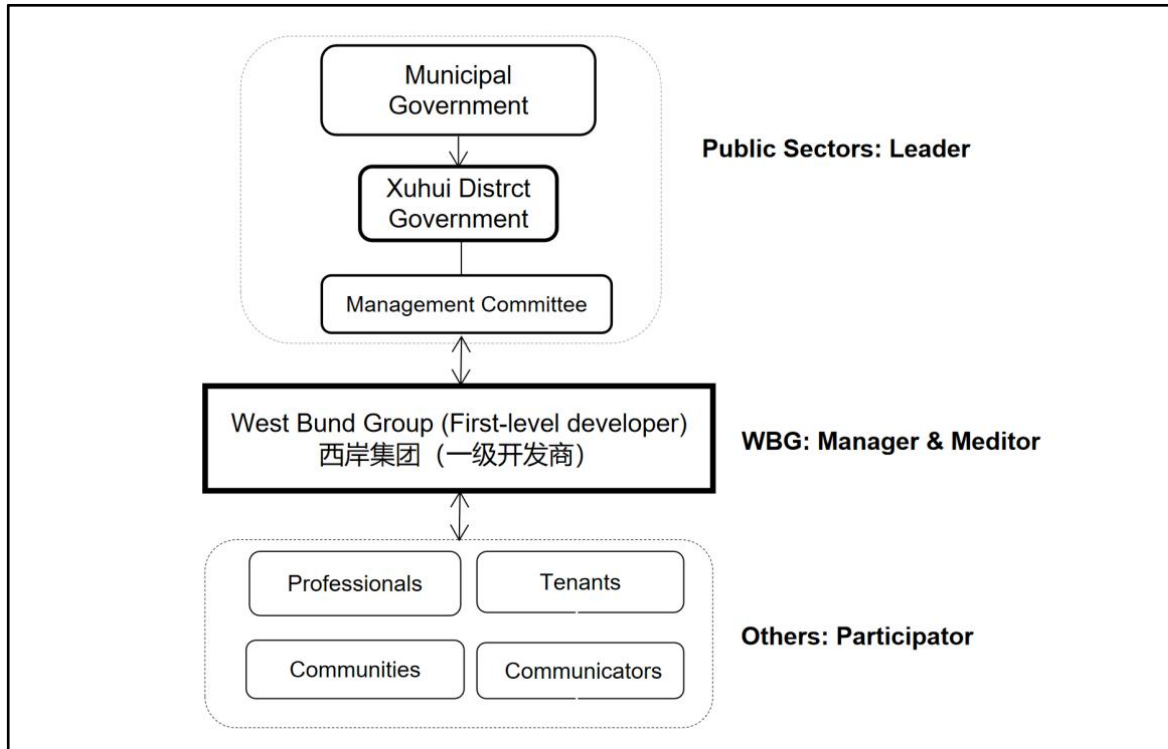 Municipal
Government
Public Sectors: Leader
Xuhui Distrct
Government
Management Committee
West Bund Group (First-level developer)
西岸集团（一级开发商）
WBG: Manager & Meditor
Professionals
Tenants
Others: Participator
Communities
Communicators